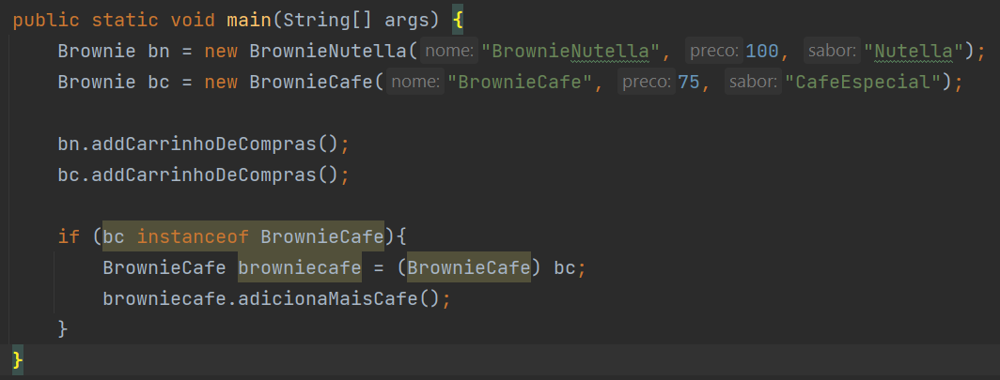 public static void main(String[] args) {
Brownie bn = new BrownieNutella( nome: "BrownieNutella", preco: 100, sabor: "Nutella");
Brownie bc = new BrownieCafe( nome: "BrownieCafe", preco: 75, sabor: "CafeEspecial");
bn.addCarrinhoDeCompras();
bc.addCarrinhoDeCompras();
if (bc instanceof BrownieCafe){
BrownieCafe browniecafe = (BrownieCafe) bc;
browniecafe.adicionaMaisCafe();
}
}